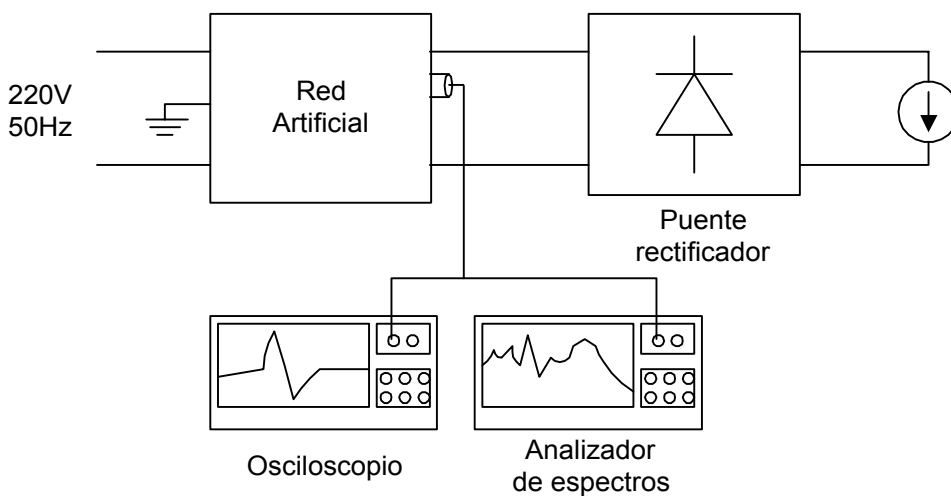 220V
50Hz
Red
Artificial
Puente
rectificador
Osciloscopio
Analizador
de espectros